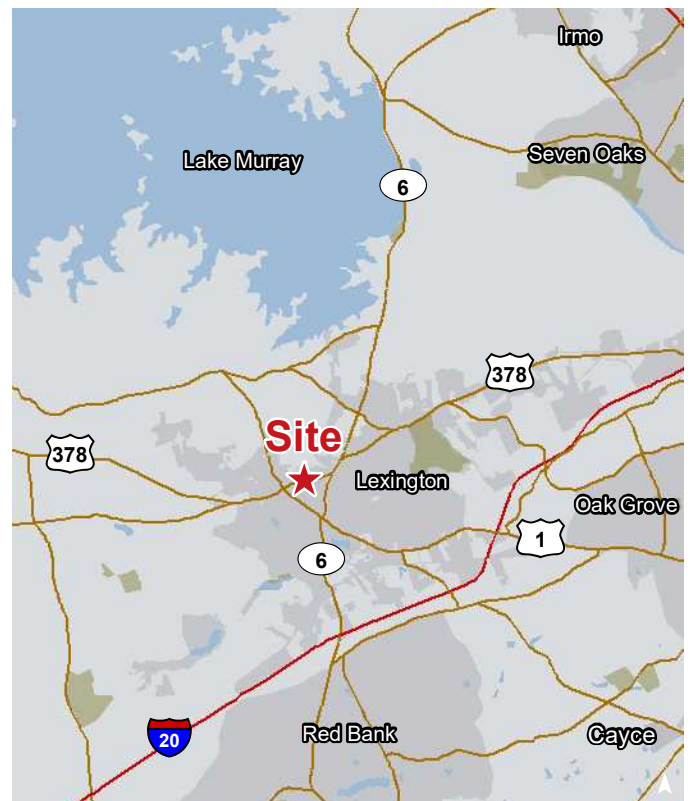 Irmo
Lake Murray
Seven Oaks
6
378
Site
378
Lexington
Oak Grove
1
6
Red Bank
Cayce
20